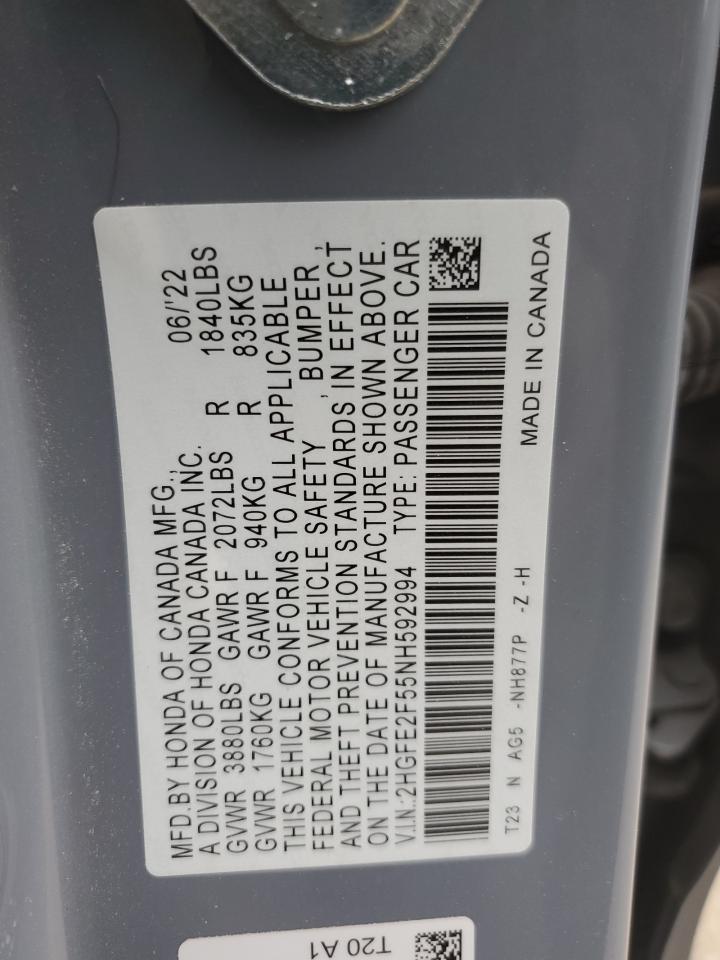 MFD.BY HONDA OF CANADA MFG., 06/'22
A DIVISION OF HONDA CANADA INC.
GVWR 3880LBS GAWR F 2072LBS R 1840LBS
GVWR 1760KG GAWR F 940KG R 835KG
THIS VEHICLE CONFORMS TO ALL APPLICABLE
FEDERAL MOTOR VEHICLE SAFETY , BUMPER ,
AND THEFT PREVENTION STANDARDS IN EFFECT
ON THE DATE OF MANUFACTURE SHOWN ABOVE.
V.I.N.:2HGFE2F55NH592994 TYPE: PASSENGER CAR
T23 N AG5 -NH877P -Z -H
MADE IN CANADA
T20 A1